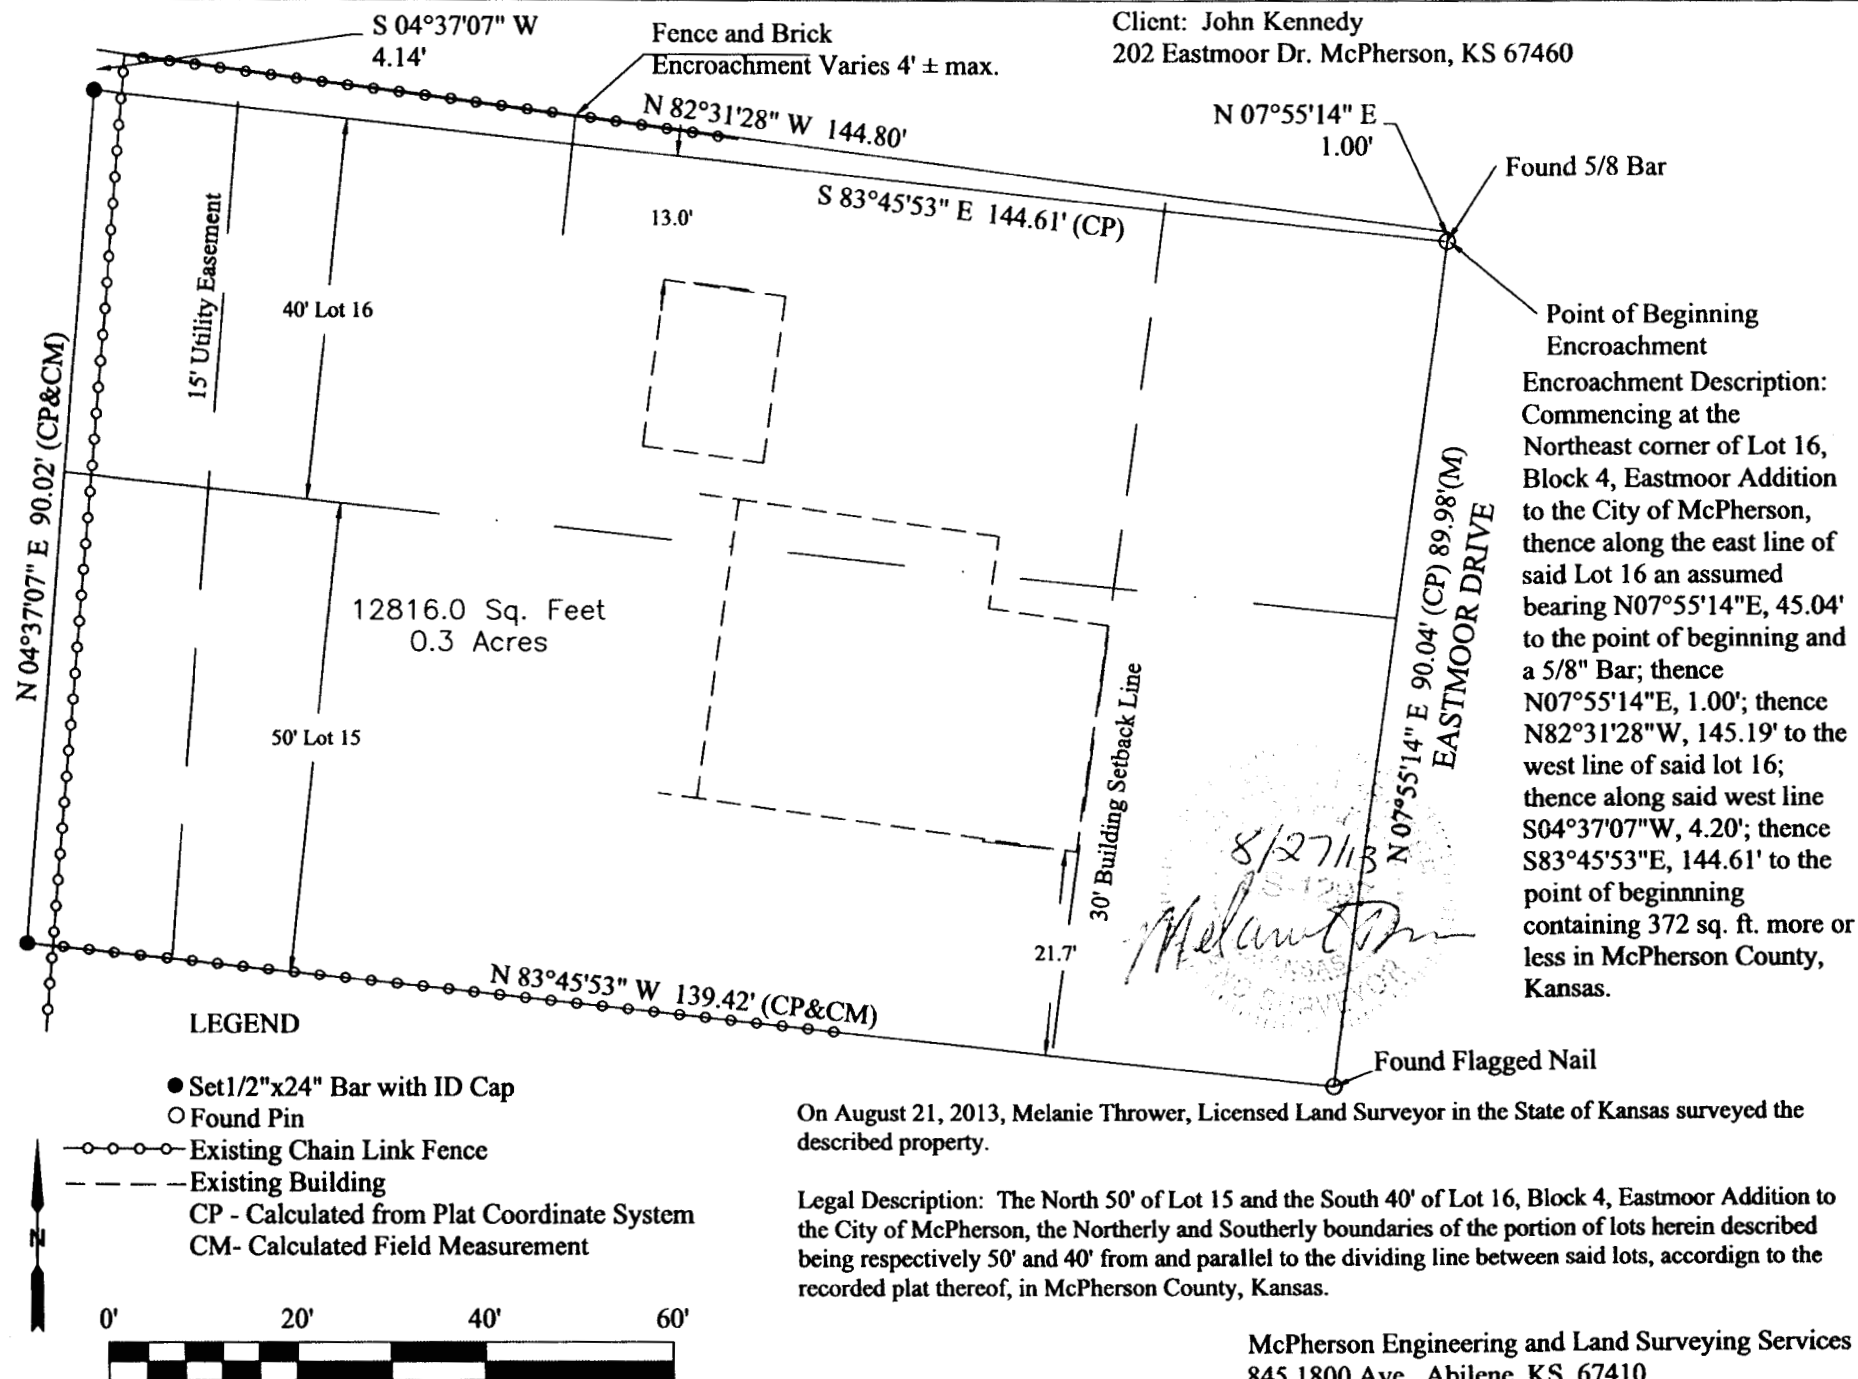 S 04°37'07" W
4.14'
Fence and Brick
Encroachment Varies 4' ± max.
Client: John Kennedy
202 Eastmoor Dr. McPherson, KS 67460
N 82°31'28" W 144.80'
N 07°55'14" E
1.00'
Found 5/8 Bar
S 83°45'53" E 144.61' (CP)
13.0'
15' Utility Easement
40' Lot 16
Point of Beginning
Encroachment
Encroachment Description:
Commencing at the
Northeast corner of Lot 16,
Block 4, Eastmoor Addition
to the City of McPherson,
thence along the east line of
said Lot 16 an assumed
bearing N07°55'14"E, 45.04'
to the point of beginning and
a 5/8" Bar; thence
N07°55'14"E, 1.00'; thence
N82°31'28"W, 145.19' to the
west line of said lot 16;
thence along said west line
S04°37'07"W, 4.20'; thence
S83°45'53"E, 144.61' to the
point of beginnning
containing 372 sq. ft. more or
less in McPherson County,
Kansas.
N 04°37'07" E 90.02' (CP&CM)
12816.0 Sq. Feet
0.3 Acres
50' Lot 15
30' Building Setback Line
N 07°55'14" E 90.04' (CP) 89.98'(M)
EASTMOOR DRIVE
8/27/13
21.7'
N 83°45'53" W 139.42' (CP&CM)
Found Flagged Nail
LEGEND
Set1/2"x24" Bar with ID Cap
Found Pin
Existing Chain Link Fence
Existing Building
CP - Calculated from Plat Coordinate System
CM- Calculated Field Measurement
N
On August 21, 2013, Melanie Thrower, Licensed Land Surveyor in the State of Kansas surveyed the
described property.
Legal Description: The North 50' of Lot 15 and the South 40' of Lot 16, Block 4, Eastmoor Addition to
the City of McPherson, the Northerly and Southerly boundaries of the portion of lots herein described
being respectively 50' and 40' from and parallel to the dividing line between said lots, accordign to the
recorded plat thereof, in McPherson County, Kansas.
0' 20' 40' 60'
McPherson Engineering and Land Surveying Services
845 1800 Ave., Abilene, KS 67410